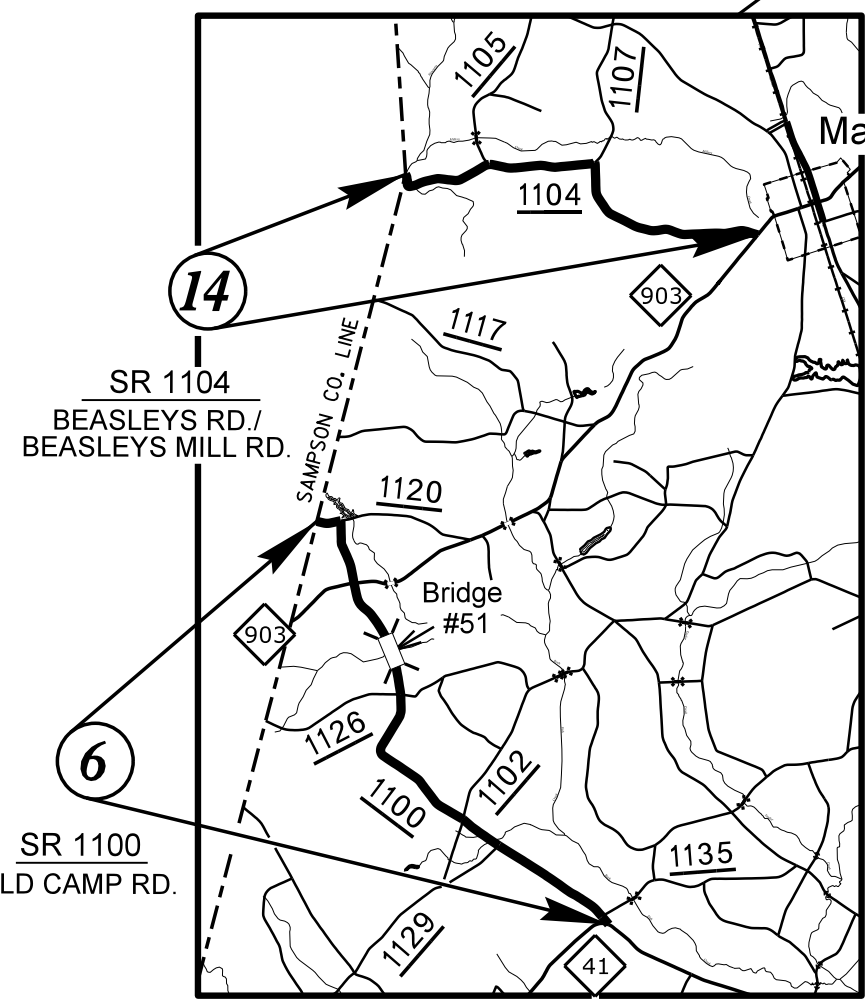 1105
1107
Ma
1104
14
903
1117
SR 1104
BEASLEYS RD./
BEASLEYS MILL RD.
SAMPSON CO. LINE
1120
Bridge
#51
903
1126
6
1102
1100
SR 1100
LD CAMP RD.
1135
1129
41